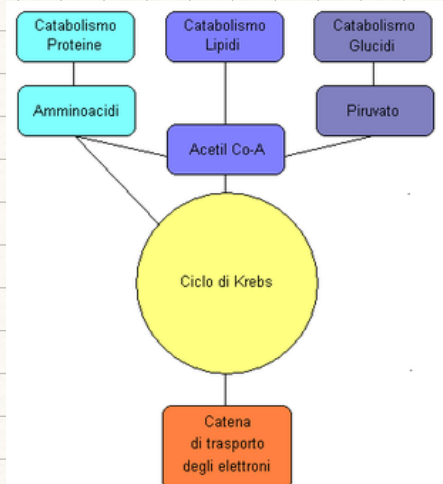 Catabolismo
Proteine
Catabolismo
Lipidi
Catabolismo
Glucidi
Amminoacidi
Piruvato
Acetil Co-A
Ciclo di Krebs
Catena
di trasporto
degli elettroni